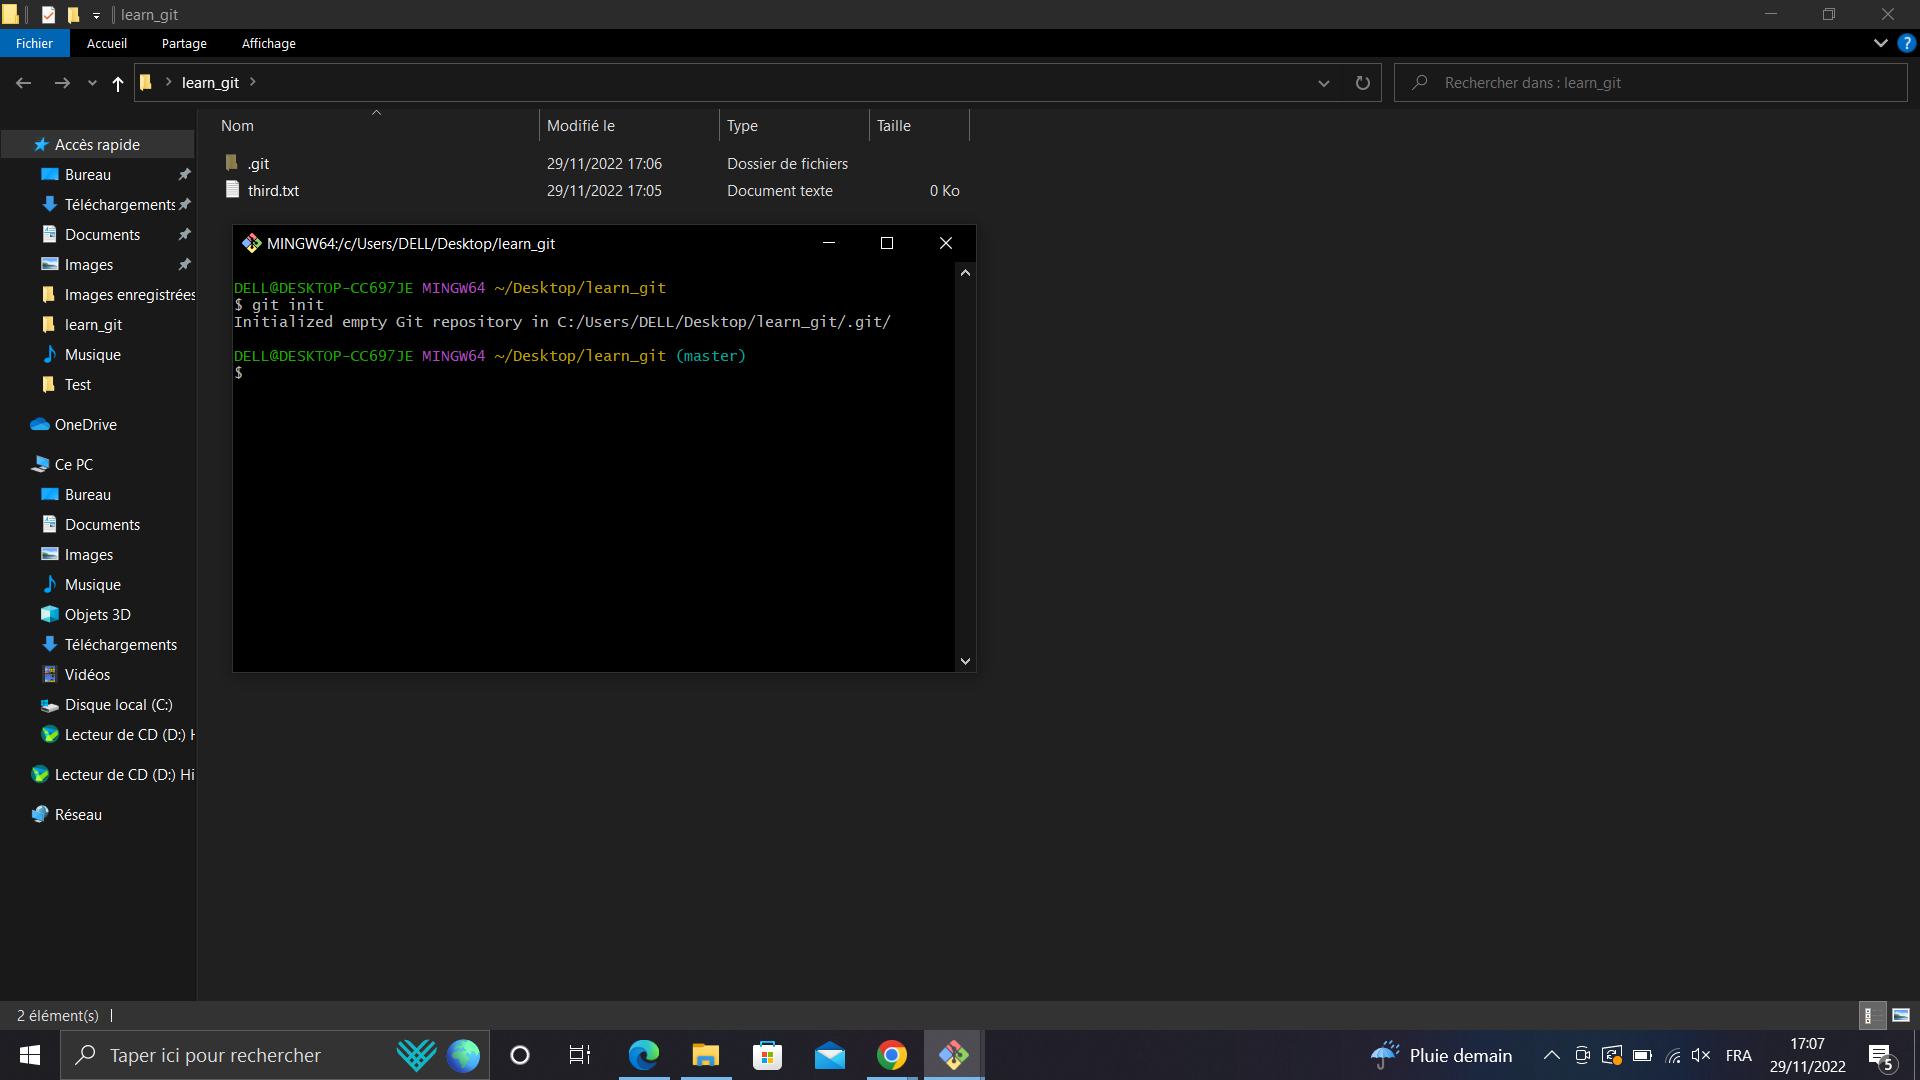 learn_git
Fichier Accueil Partage Affichage
learn_git
Rechercher dans : learn_git
Nom Modifié le Type Taille
.git 29/11/2022 17:06 Dossier de fichiers
third.txt 29/11/2022 17:05 Document texte 0 Ko
Accès rapide
Bureau
Téléchargements
Documents
Images
Images enregistrées
learn_git
Musique
Test
OneDrive
Ce PC
Bureau
Documents
Images
Musique
Objets 3D
Téléchargements
Vidéos
Disque local (C:)
Lecteur de CD (D:) H
Lecteur de CD (D:) Hi
Réseau
MINGW64:/c/Users/DELL/Desktop/learn_git
DELL@DESKTOP-CC697JE MINGW64 ~/Desktop/learn_git
$ git init
Initialized empty Git repository in C:/Users/DELL/Desktop/learn_git/.git/
DELL@DESKTOP-CC697JE MINGW64 ~/Desktop/learn_git (master)
$
2 élément(s)
Taper ici pour rechercher
Pluie demain
FRA
17:07
29/11/2022
5